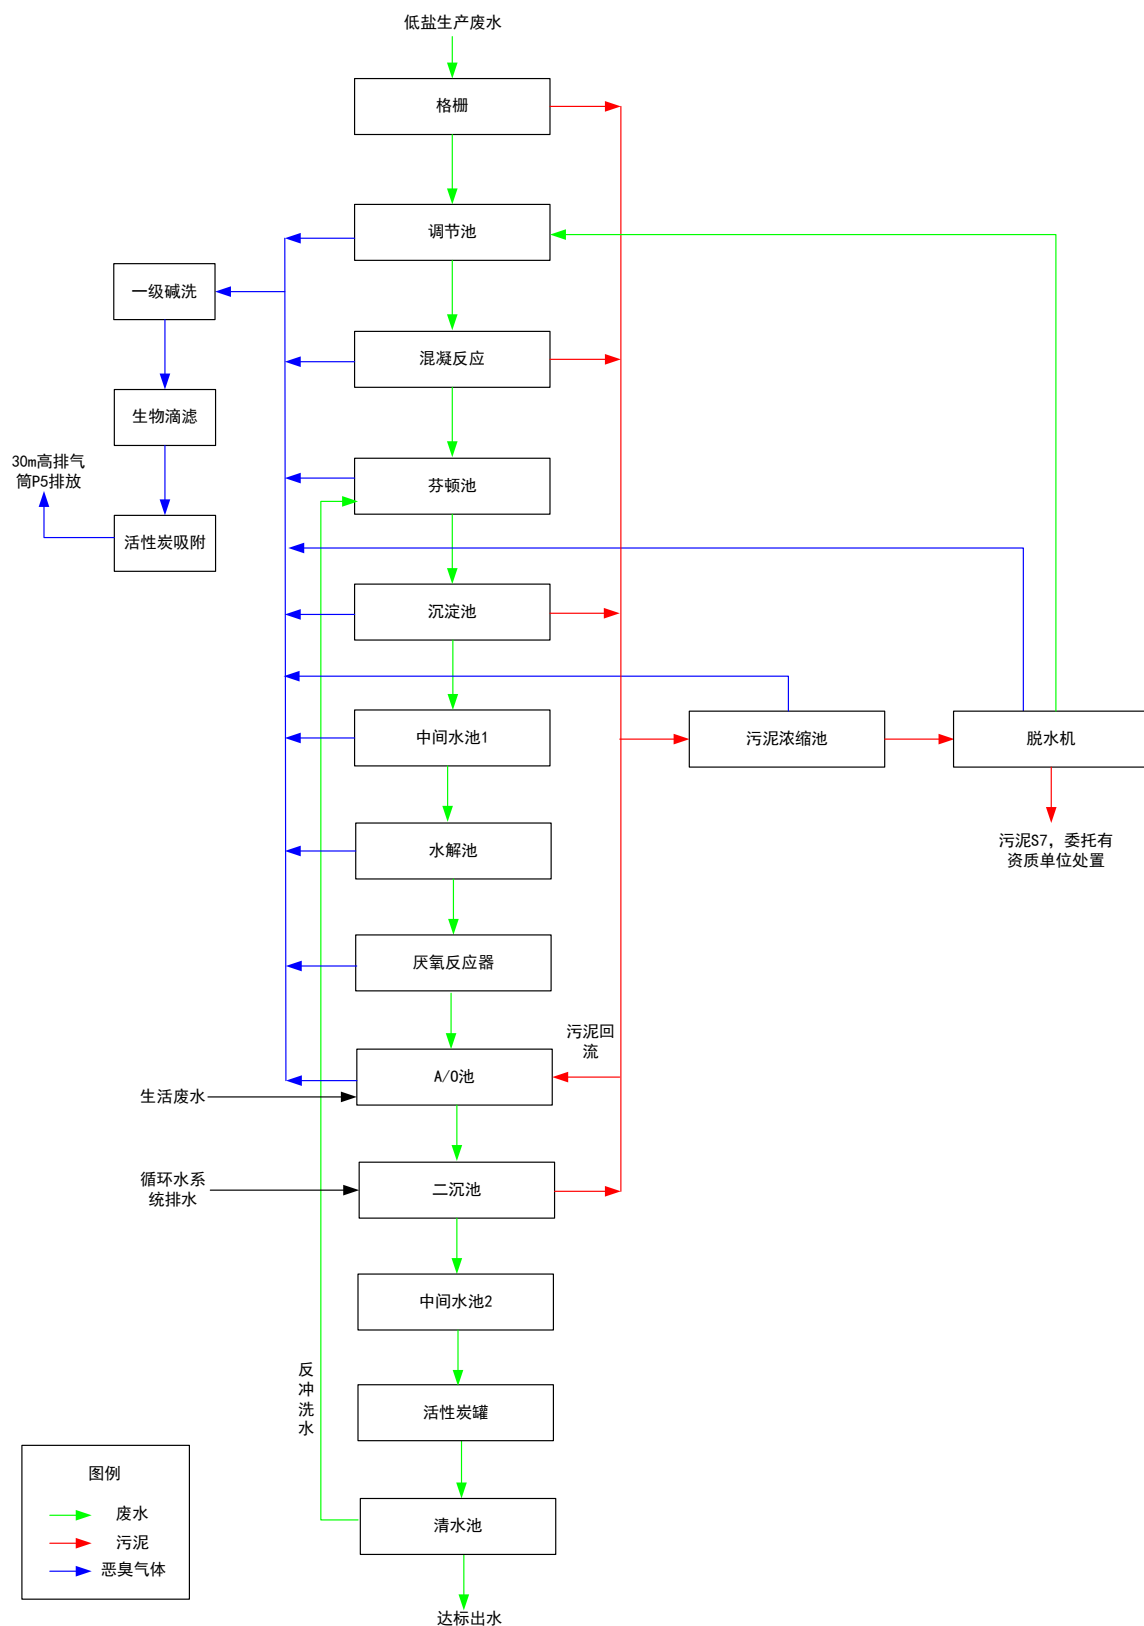 低盐生产废水
格栅
调节池
一级碱洗
混凝反应
生物滴滤
30m高排气
筒P5排放
芬顿池
活性炭吸附
沉淀池
中间水池1
污泥浓缩池
脱水机
水解池
污泥S7，委托有
资质单位处置
厌氧反应器
污泥回
流
A/O池
生活废水
循环水系
统排水
二沉池
中间水池2
反
冲
洗
水
活性炭罐
图例
废水
污泥
恶臭气体
清水池
达标出水